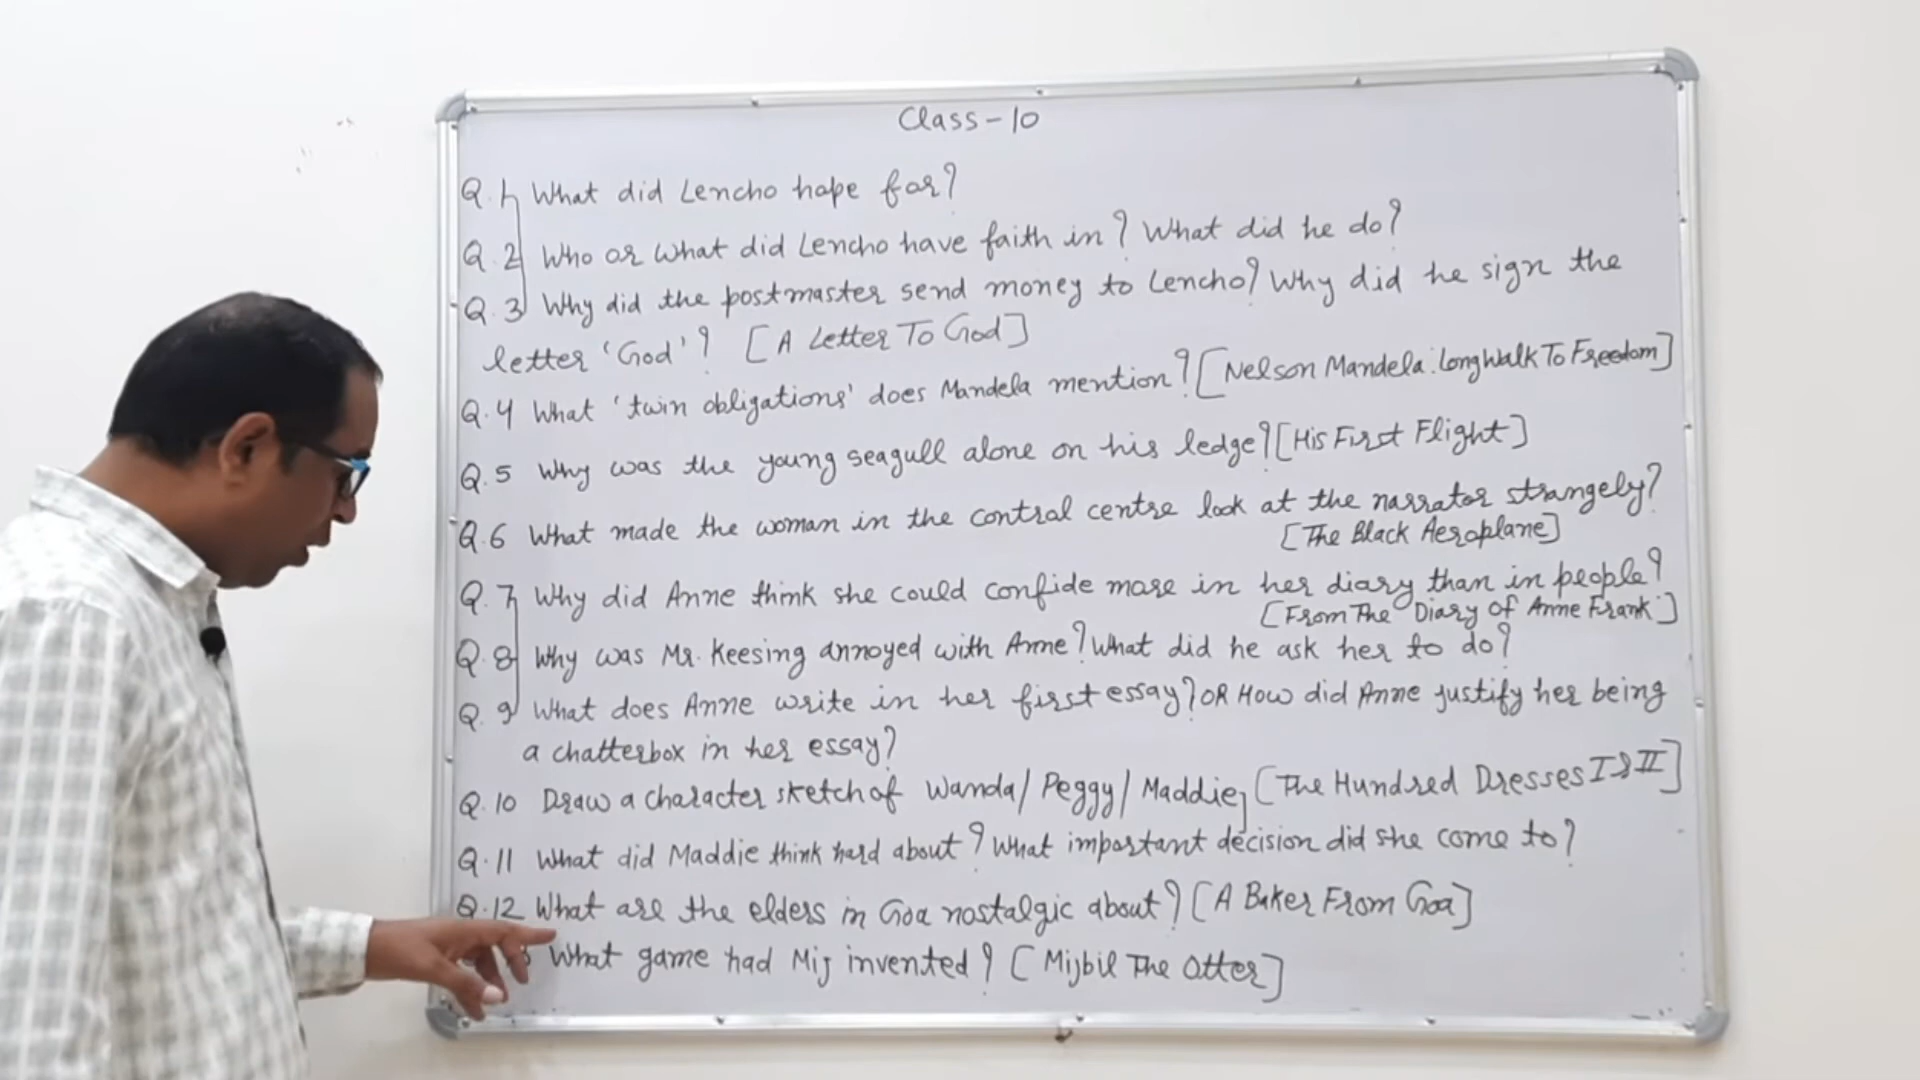 Class-10
Q.1 What did Lencho hope for?
Q.2 Who or what did Lencho have faith in? What did he do?
Q.3 Why did the postmaster send money to Lencho? Why did he sign the
letter 'God'? [A Letter To God]
Q.4 What 'twin obligations' does Mandela mention? [Nelson Mandela: Long Walk To Freedom]
Q.5 Why was the young seagull alone on his ledge? [His First Flight]
Q.6 What made the woman in the control centre look at the narrator strangely?
[The Black Aeroplane]
Q.7 Why did Anne think she could confide more in her diary than in people?
[From The Diary Of Anne Frank]
Q.8 Why was Mr. Keesing annoyed with Anne? What did he ask her to do?
Q.9 What does Anne write in her first essay? OR How did Anne justify her being
a chatterbox in her essay?
Q.10 Draw a character sketch of Wanda/Peggy/Maddie, [The Hundred Dresses I & II]
Q.11 What did Maddie think hard about? What important decision did she come to?
Q.12 What are the elders in Goa nostalgic about? [A Baker From Goa]
What game had Mij invented? [Mijbil The Otter]